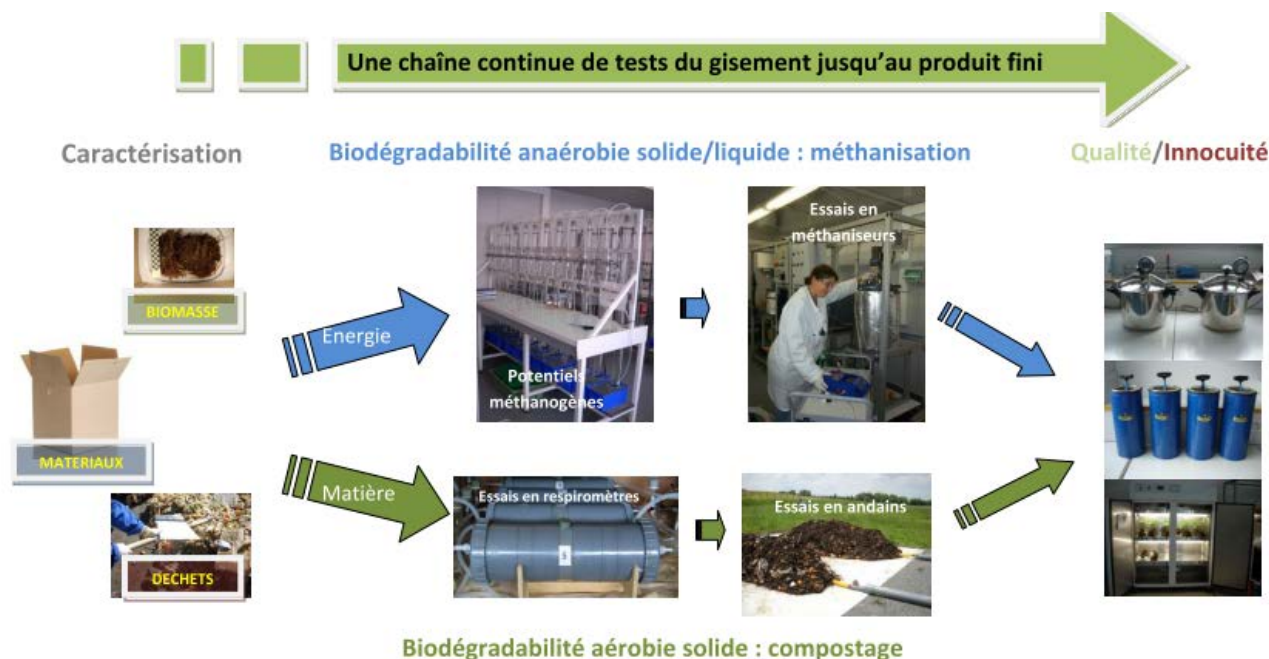 Une chaîne continue de tests du gisement jusqu'au produit fini
Caractérisation
Biodégradabilité anaérobie solide/liquide : méthanisation
Qualité/Innocuité
BIOMASSE
MATERIAUX
DECHETS
Energie
Potentiels
méthanogènes
Essais en
méthaniseurs
Matière
Essais en respiromètres
Essais en andains
Biodégradabilité aérobie solide : compostage